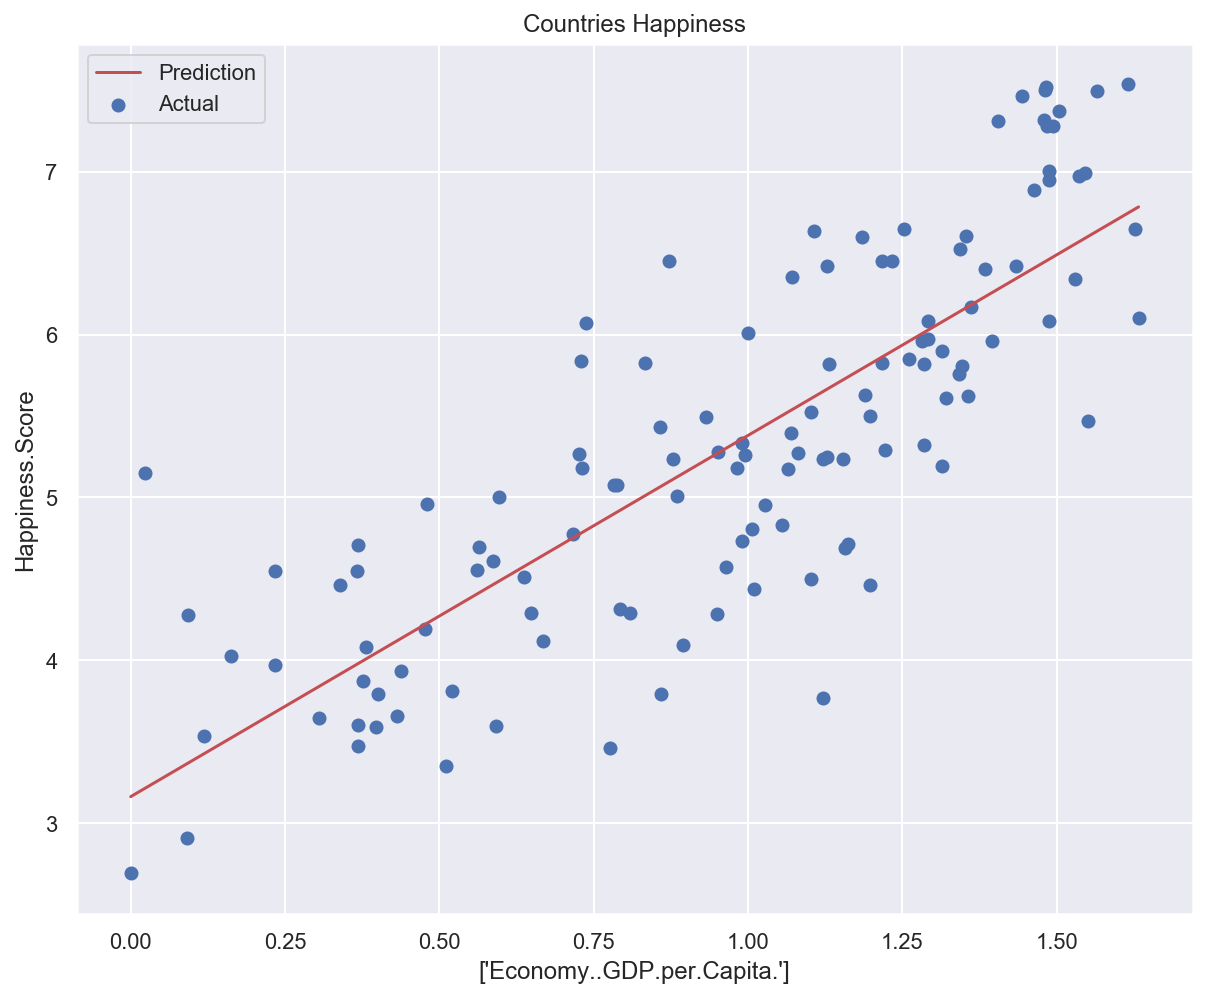 Countries Happiness
Prediction
Actual
Happiness.Score
7
6
5
4
3
0.00 0.25 0.50 0.75 1.00 1.25 1.50
['Economy..GDP.per.Capita.']